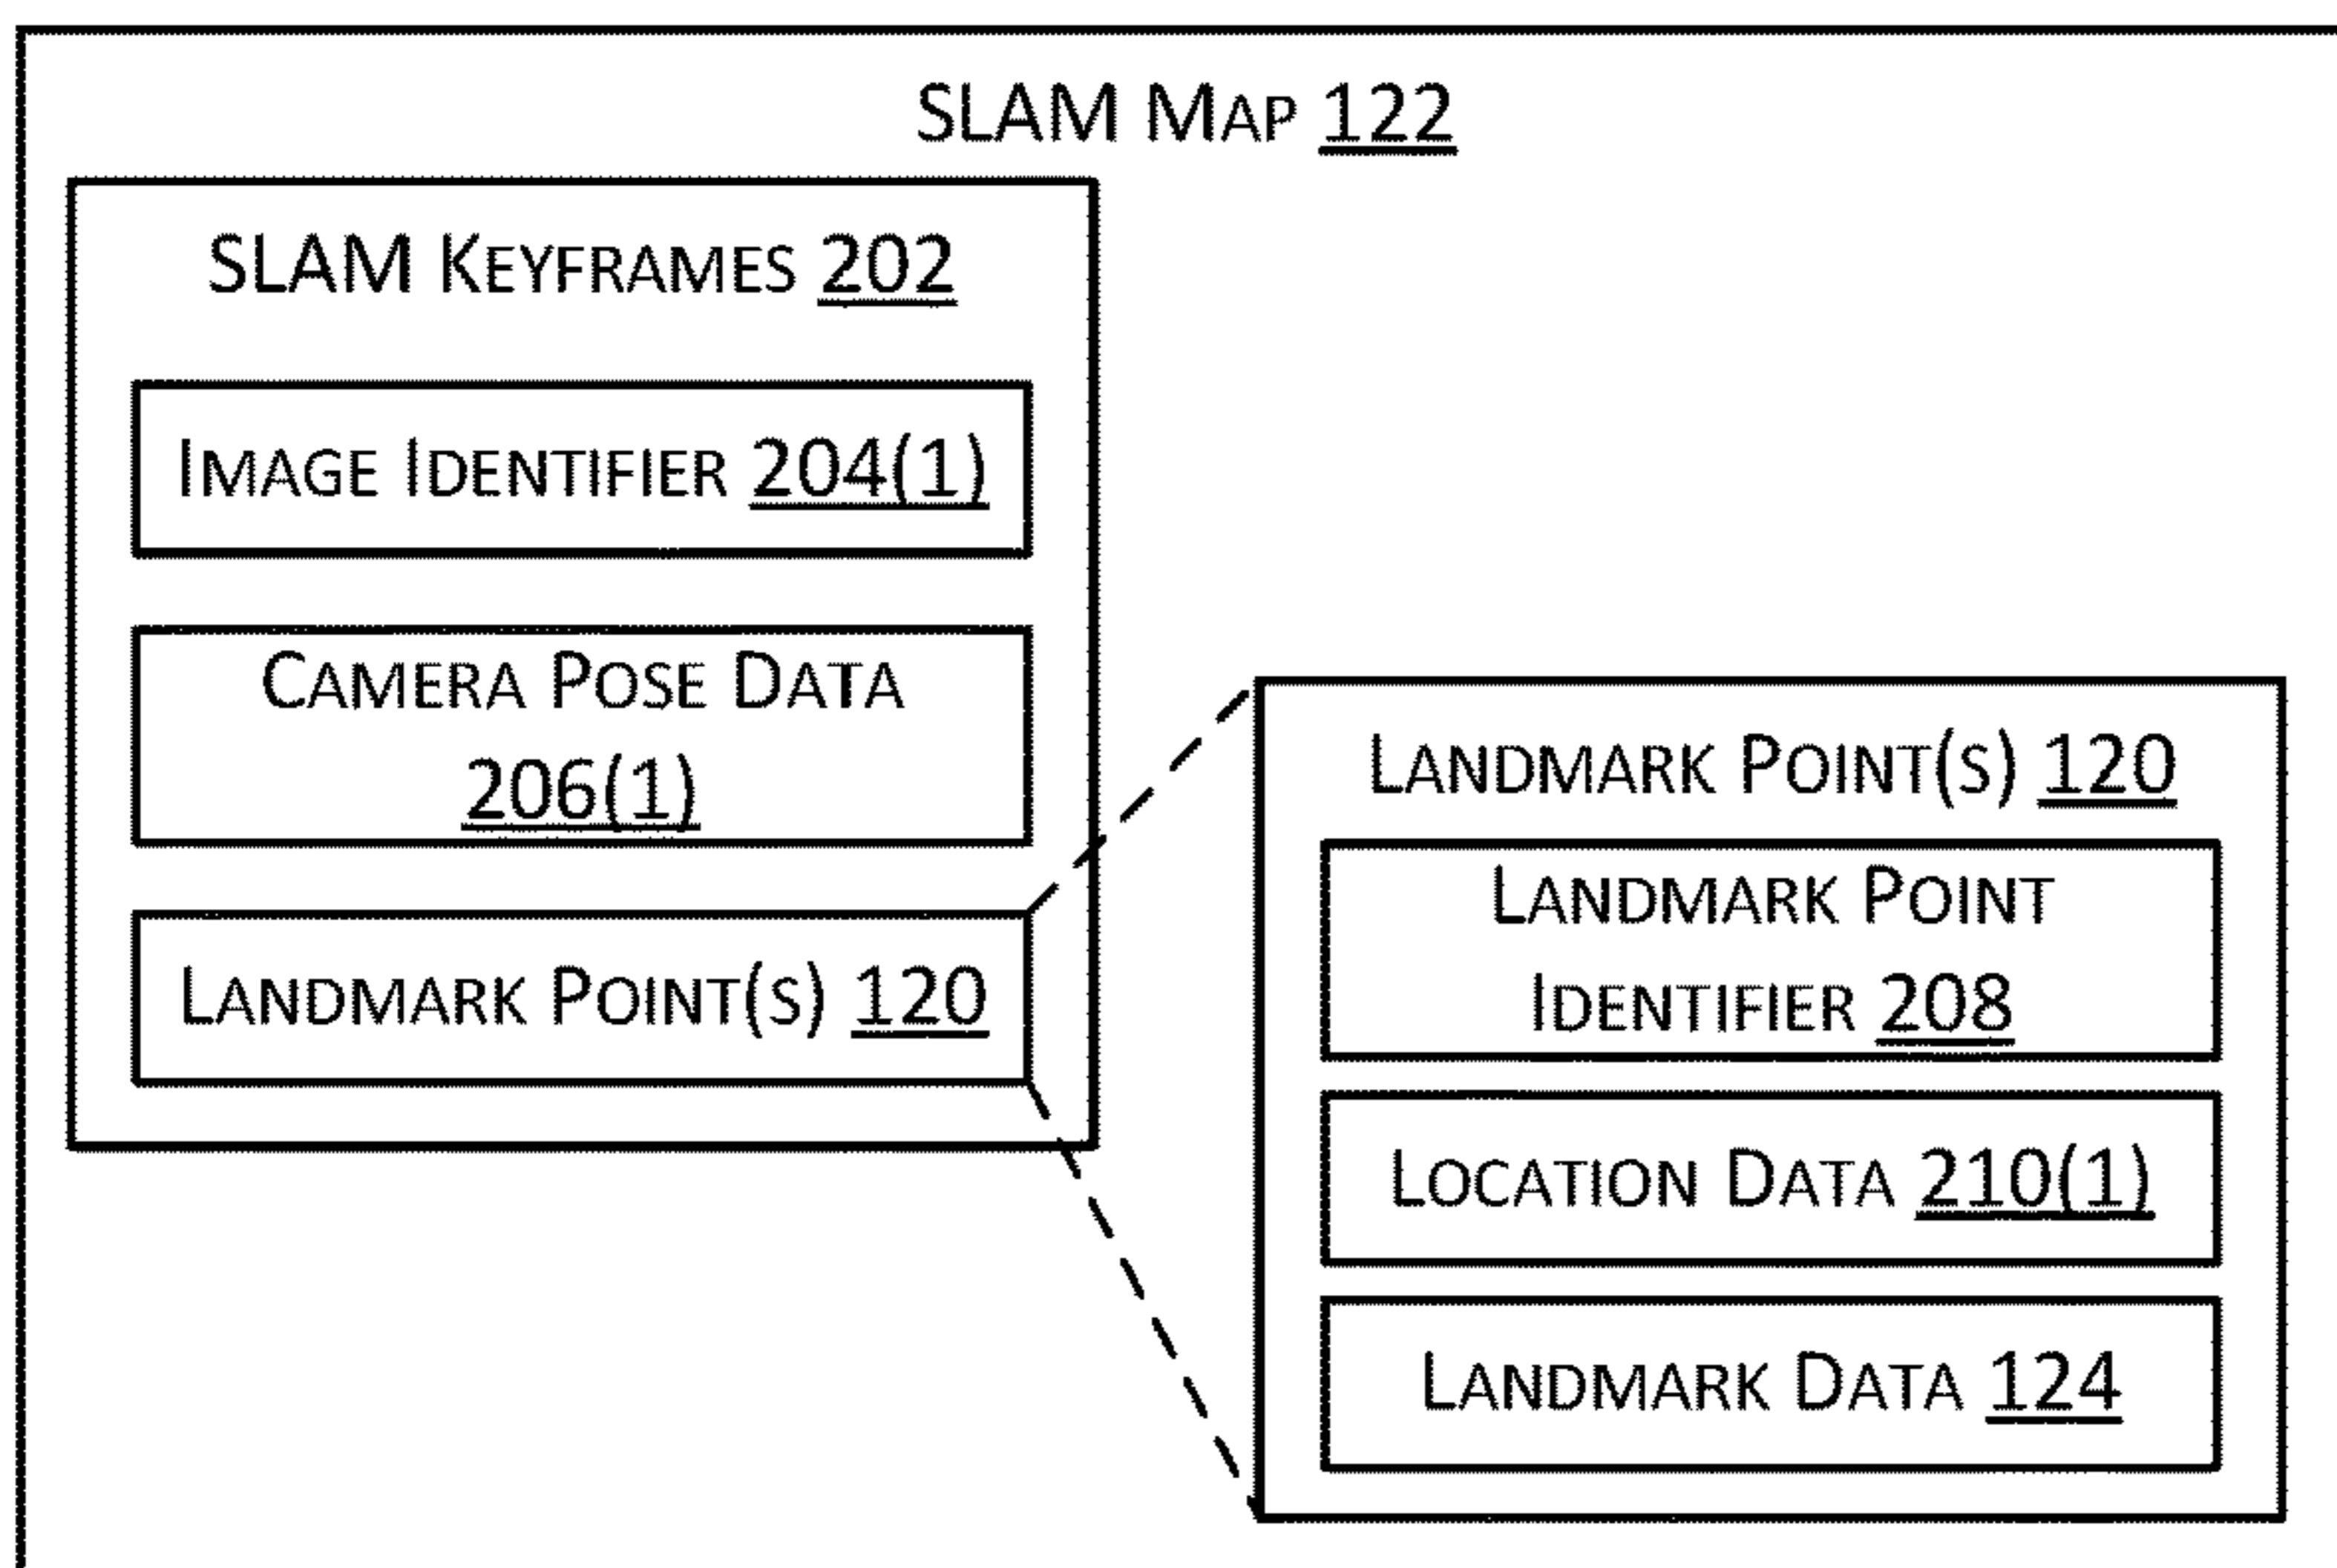 SLAM MAP 122
SLAM KEYFRAMES 202
IMAGE IDENTIFIER 204(1)
CAMERA POSE DATA
206(1)
LANDMARK POINT(S) 120
LANDMARK POINT(S) 120
LANDMARK POINT
IDENTIFIER 208
LOCATION DATA 210(1)
LANDMARK DATA 124